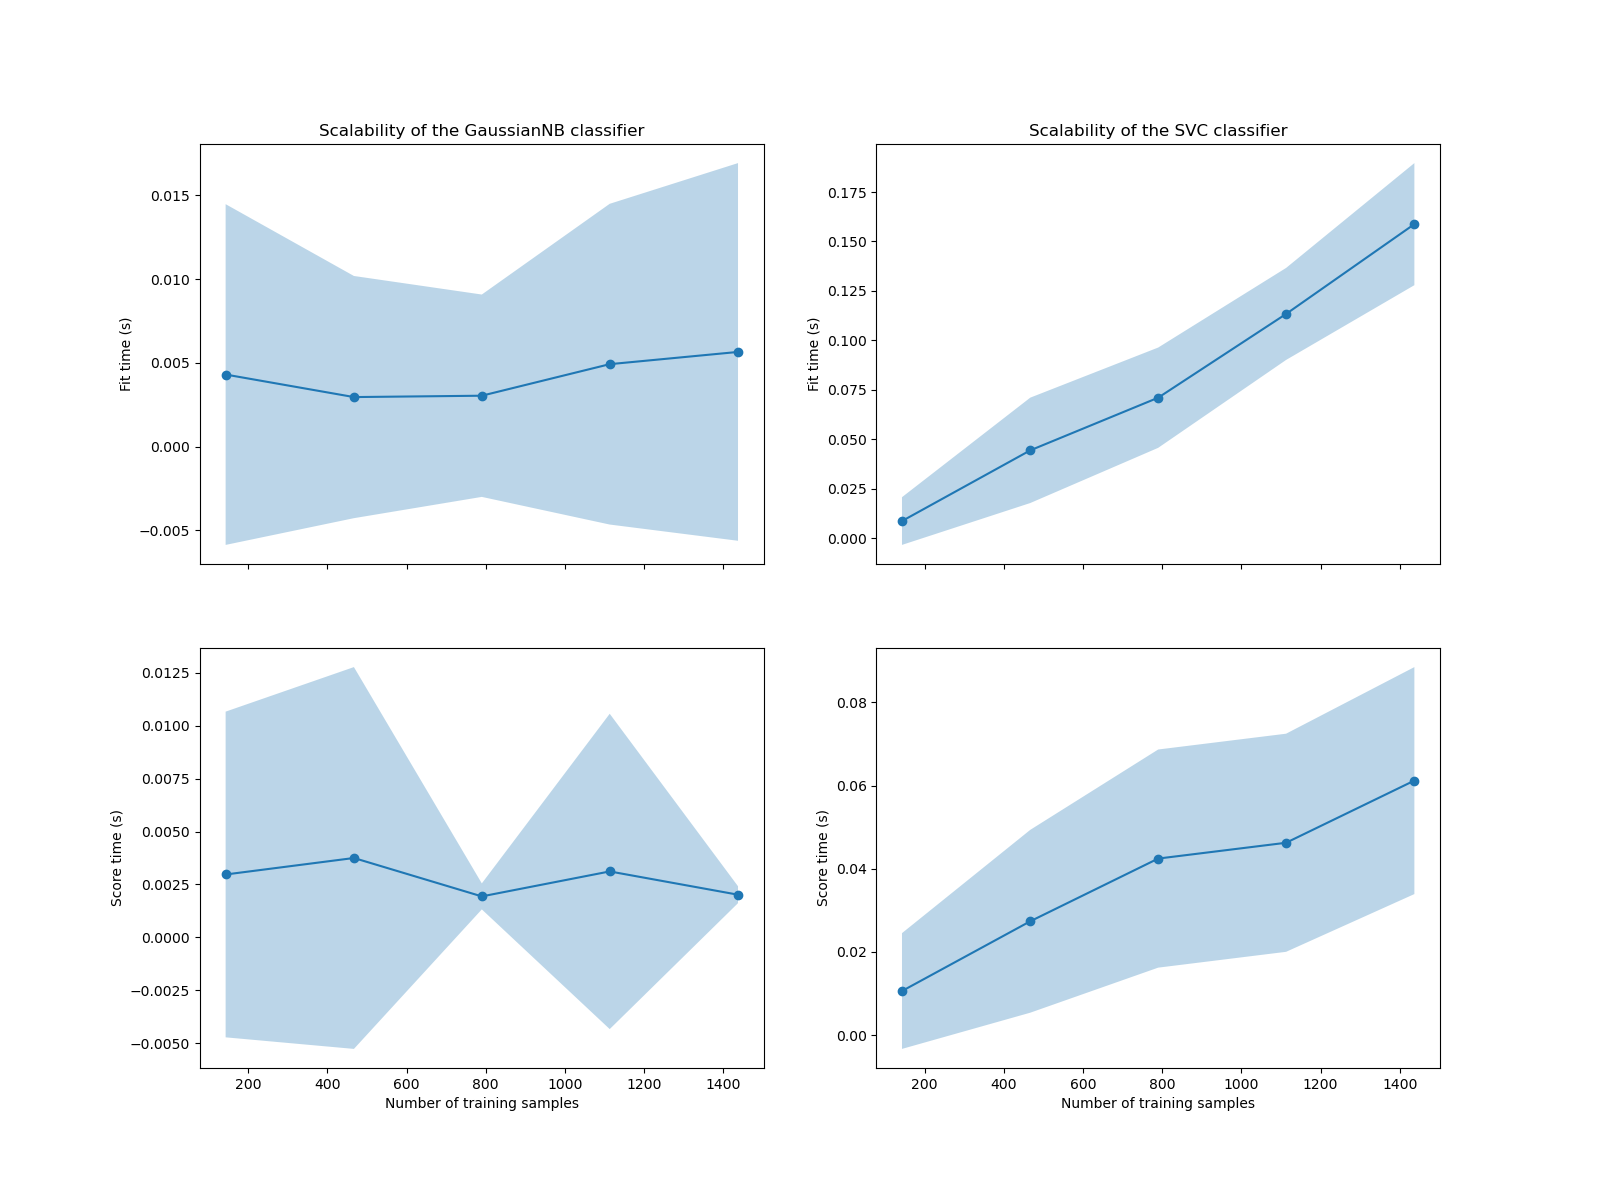 Scalability of the GaussianNB classifier
Scalability of the SVC classifier
0.015
0.010
0.005
0.000
−0.005
Fit time (s)
0.175
0.150
0.125
0.100
0.075
0.050
0.025
0.000
Fit time (s)
0.0125
0.0100
0.0075
0.0050
0.0025
0.0000
−0.0025
−0.0050
Score time (s)
200 400 600 800 1000 1200 1400
Number of training samples
0.08
0.06
0.04
0.02
0.00
Score time (s)
200 400 600 800 1000 1200 1400
Number of training samples